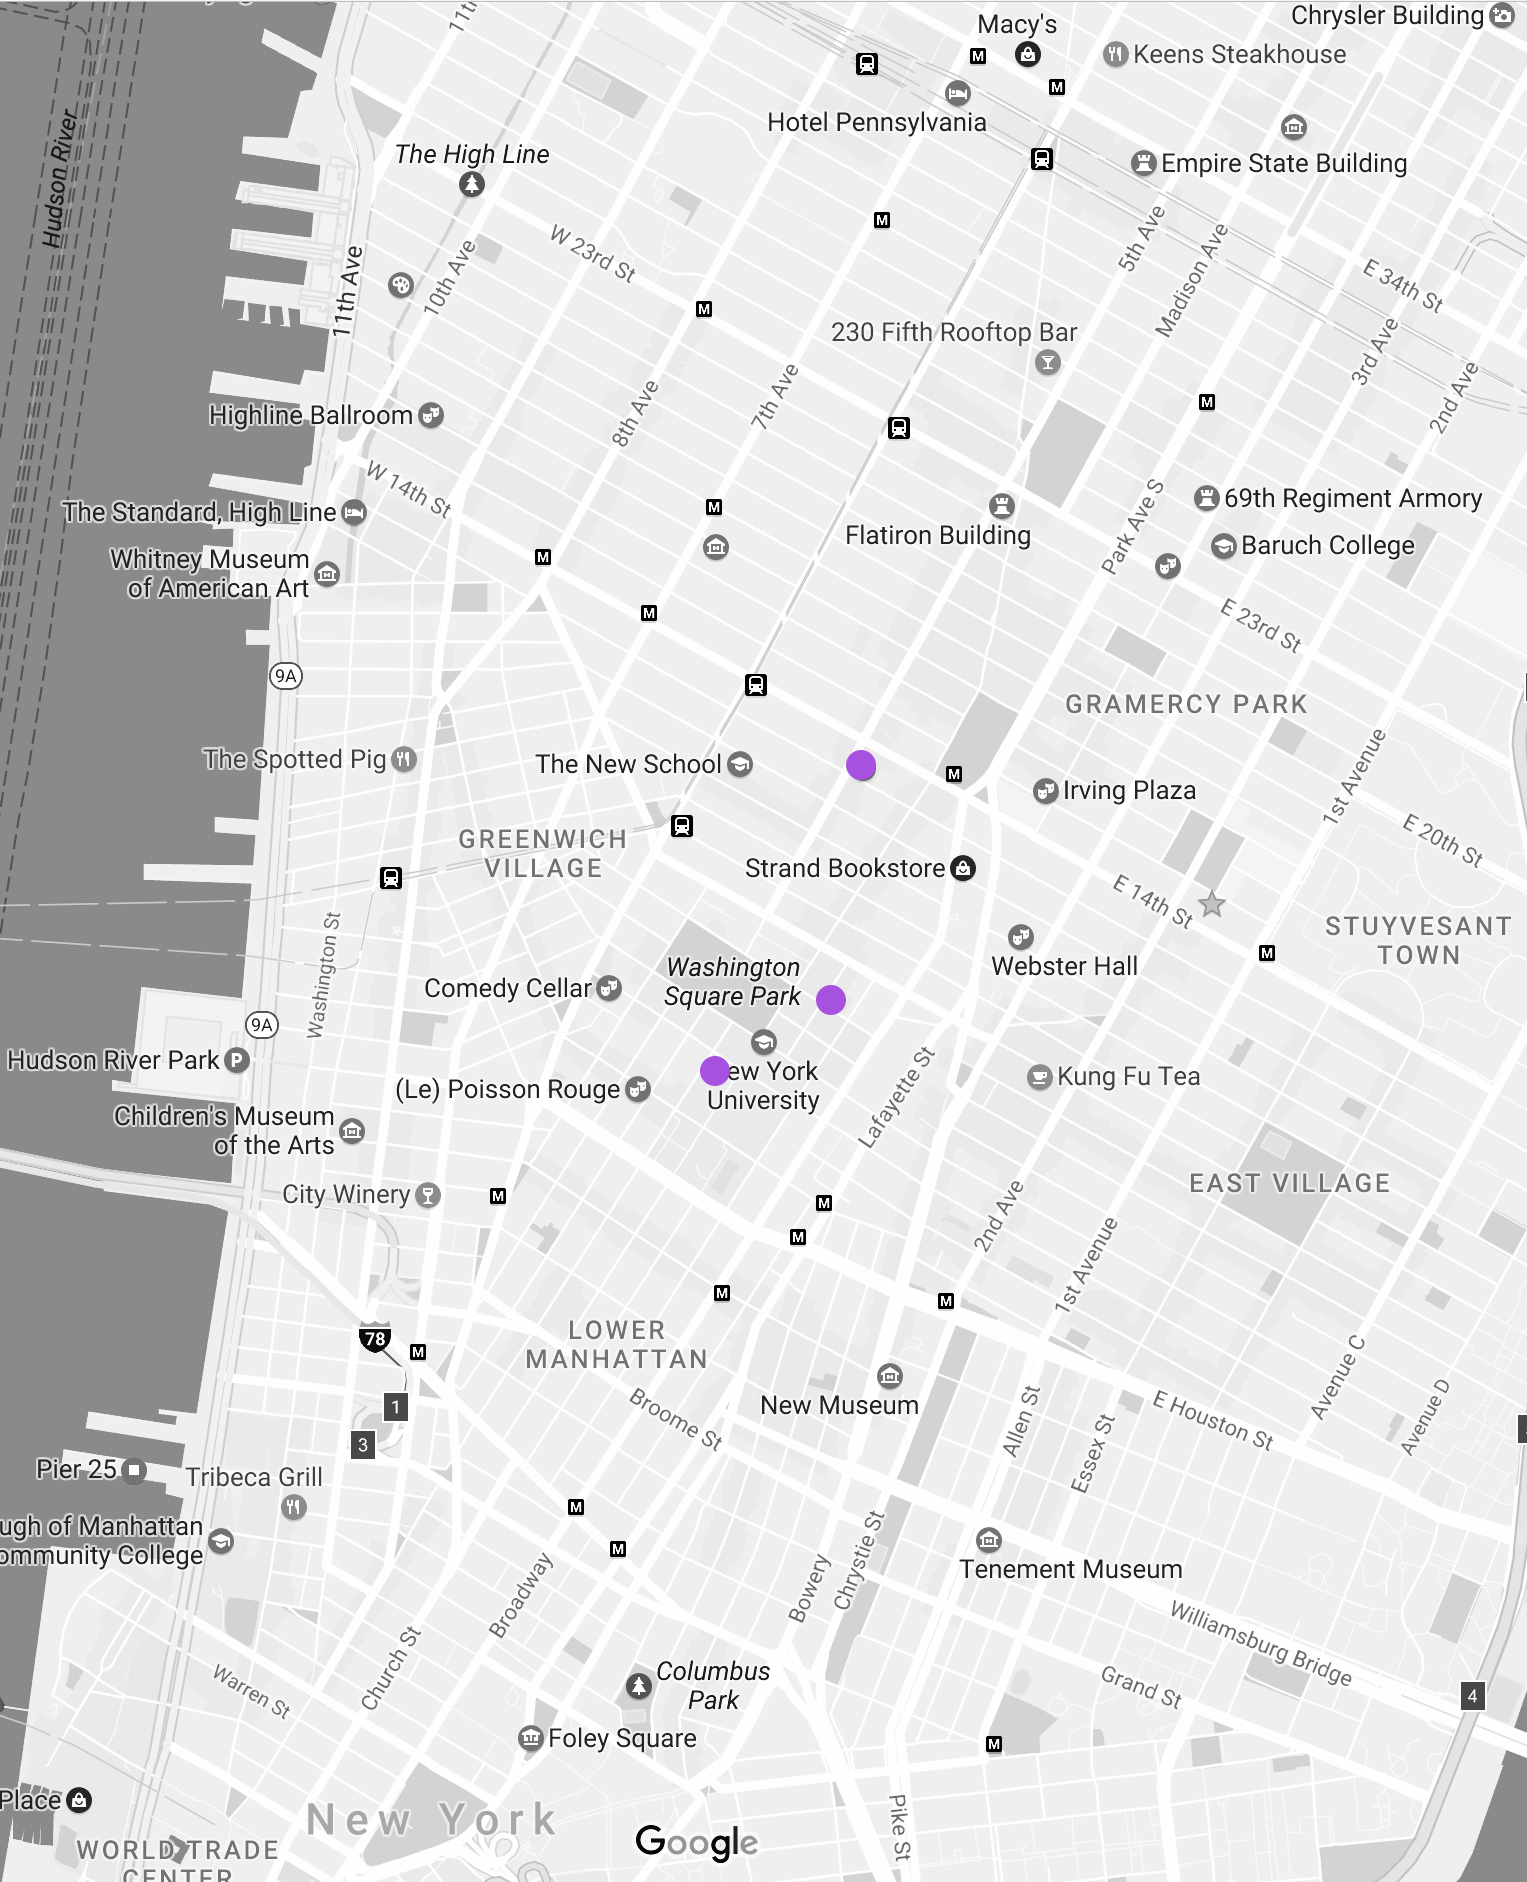 Macy's
Chrysler Building
M
Keens Steakhouse
M
Hotel Pennsylvania
Hudson River
The High Line
Empire State Building
M
W 23rd St
5th Ave
Madison Ave
10th Ave
11th Ave
E 34th St
M
230 Fifth Rooftop Bar
3rd Ave
2nd Ave
7th Ave
8th Ave
M
Highline Ballroom
W 14th St
The Standard, High Line
M
Park Ave S
69th Regiment Armory
Flatiron Building
Baruch College
Whitney Museum
of American Art
M
M
E 23rd St
9A
GRAMERCY PARK
The Spotted Pig
The New School
M
Irving Plaza
1st Avenue
GREENWICH
VILLAGE
E 20th St
Strand Bookstore
E 14th St
STUYVESANT
TOWN
Washington St
M
Washington
Square Park
Webster Hall
Comedy Cellar
9A
Hudson River Park
P
ew York
University
Kung Fu Tea
(Le) Poisson Rouge
Lafayette St
Children's Museum
of the Arts
EAST VILLAGE
City Winery
M
M
M
2nd Ave
1st Avenue
M
M
LOWER
MANHATTAN
78
M
New Museum
1
3
Broome St
Allen St
Essex St
E Houston St
Avenue C
Avenue D
Pier 25
Tribeca Grill
M
M
ugh of Manhattan
ommunity College
Tenement Museum
Broadway
Bowery
Chrystie St
Williamsburg Bridge
Warren St
Church St
Columbus
Park
Grand St
4
Foley Square
M
Place
New York
Google
Pike St
WORLD TRADE
CENTER